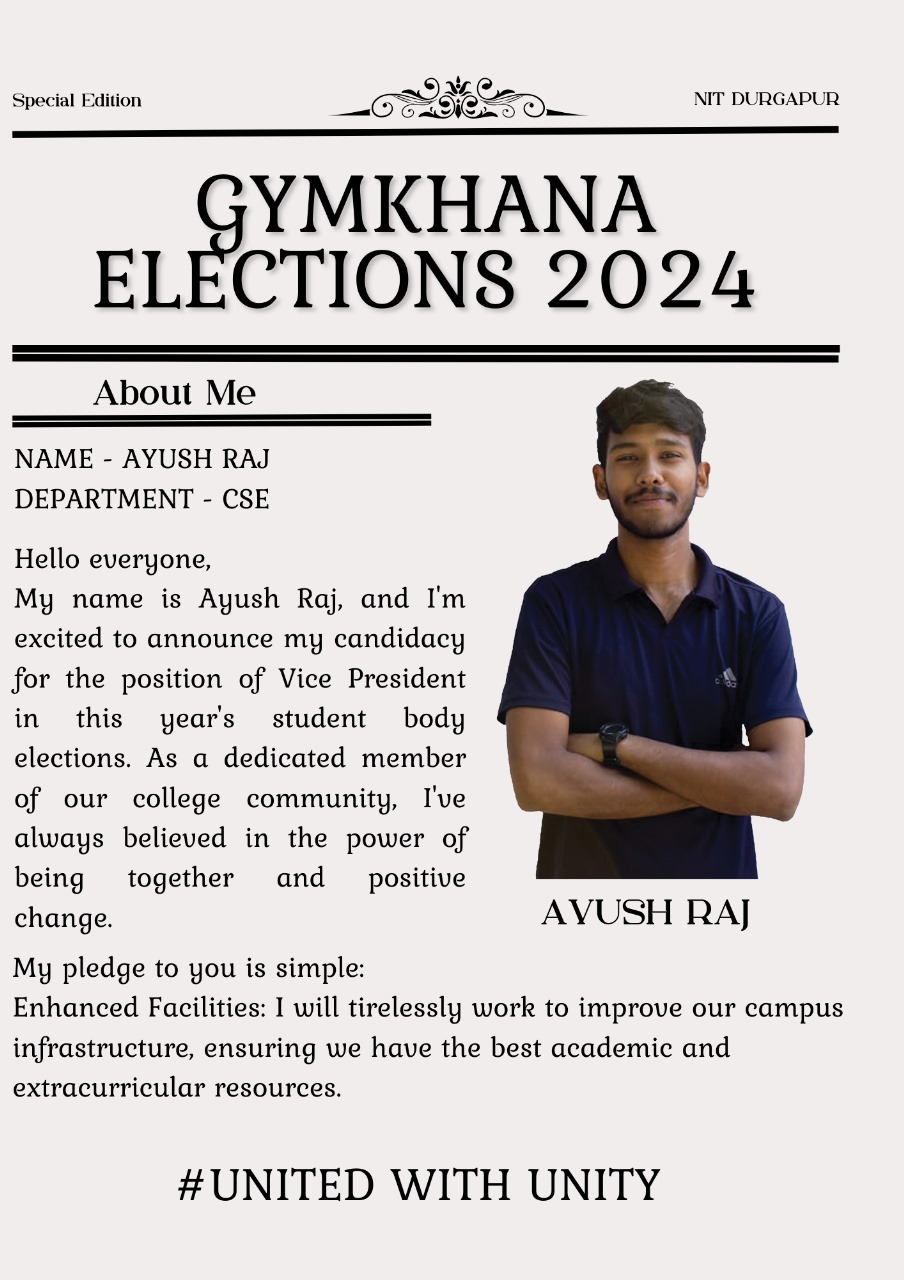 Special Edition
NIT DURGAPUR
GYMKHANA
ELECTIONS 2024
About Me
NAME - AYUSH RAJ
DEPARTMENT - CSE
Hello everyone,
My name is Ayush Raj, and I'm
excited to announce my candidacy
for the position of Vice President
in this year's student body
elections. As a dedicated member
of our college community, I've
always believed in the power of
being together and positive
change.
adidas
AYUSH RAJ
My pledge to you is simple:
Enhanced Facilities: I will tirelessly work to improve our campus
infrastructure, ensuring we have the best academic and
extracurricular resources.
#UNITED WITH UNITY